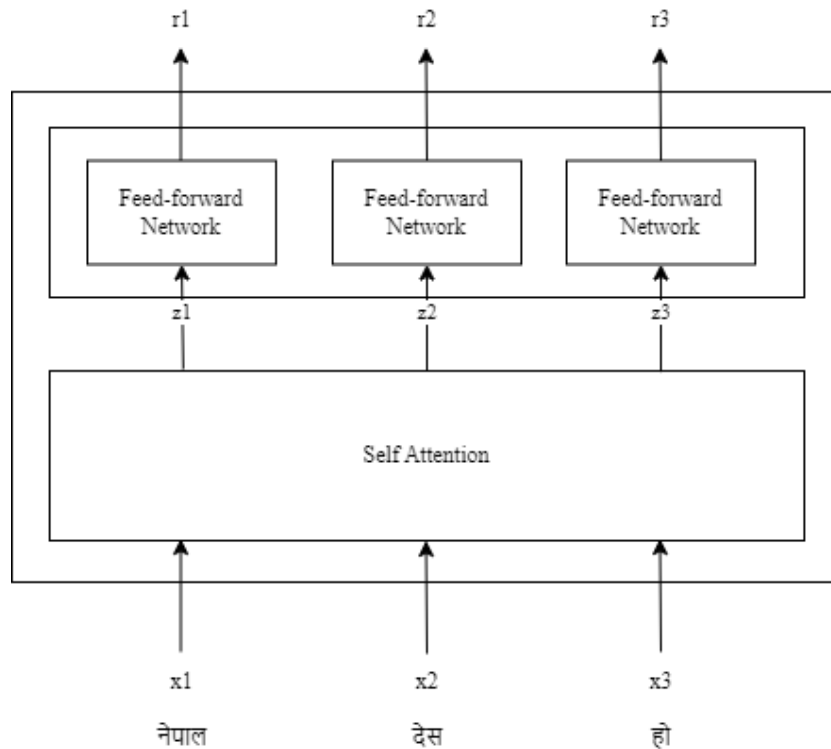 r1 r2 r3
Feed-forward Network Feed-forward Network Feed-forward Network
z1 z2 z3
Self Attention
x1 x2 x3
नेपाल देस हो